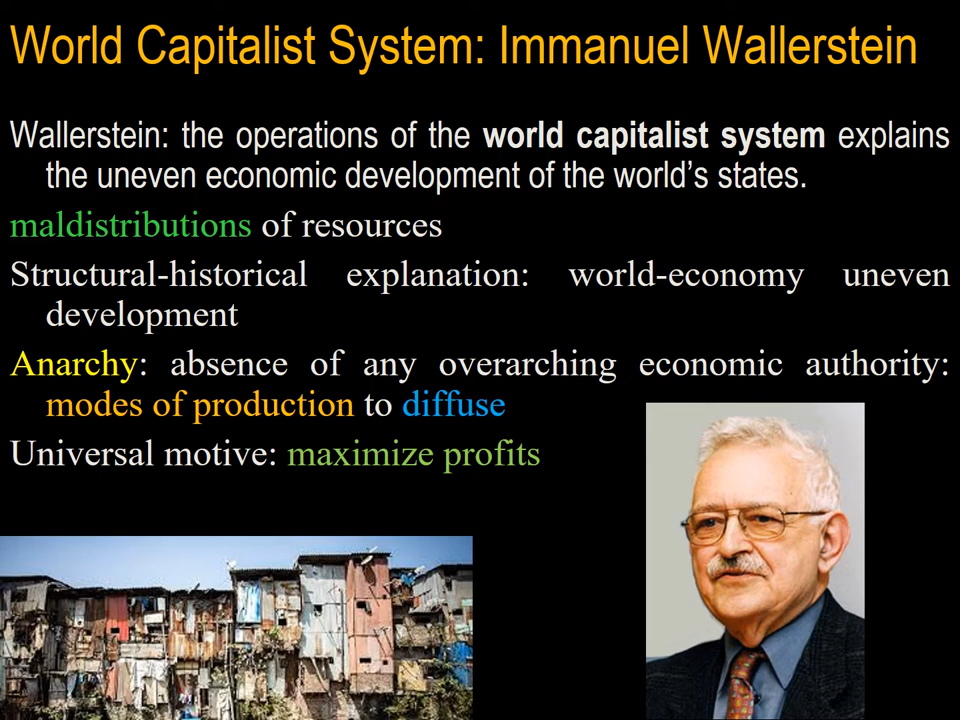 World Capitalist System: Immanuel Wallerstein
Wallerstein: the operations of the world capitalist system explains
the uneven economic development of the world's states.
maldistributions of resources
Structural-historical explanation: world-economy uneven
development
Anarchy: absence of any overarching economic authority:
modes of production to diffuse
Universal motive: maximize profits